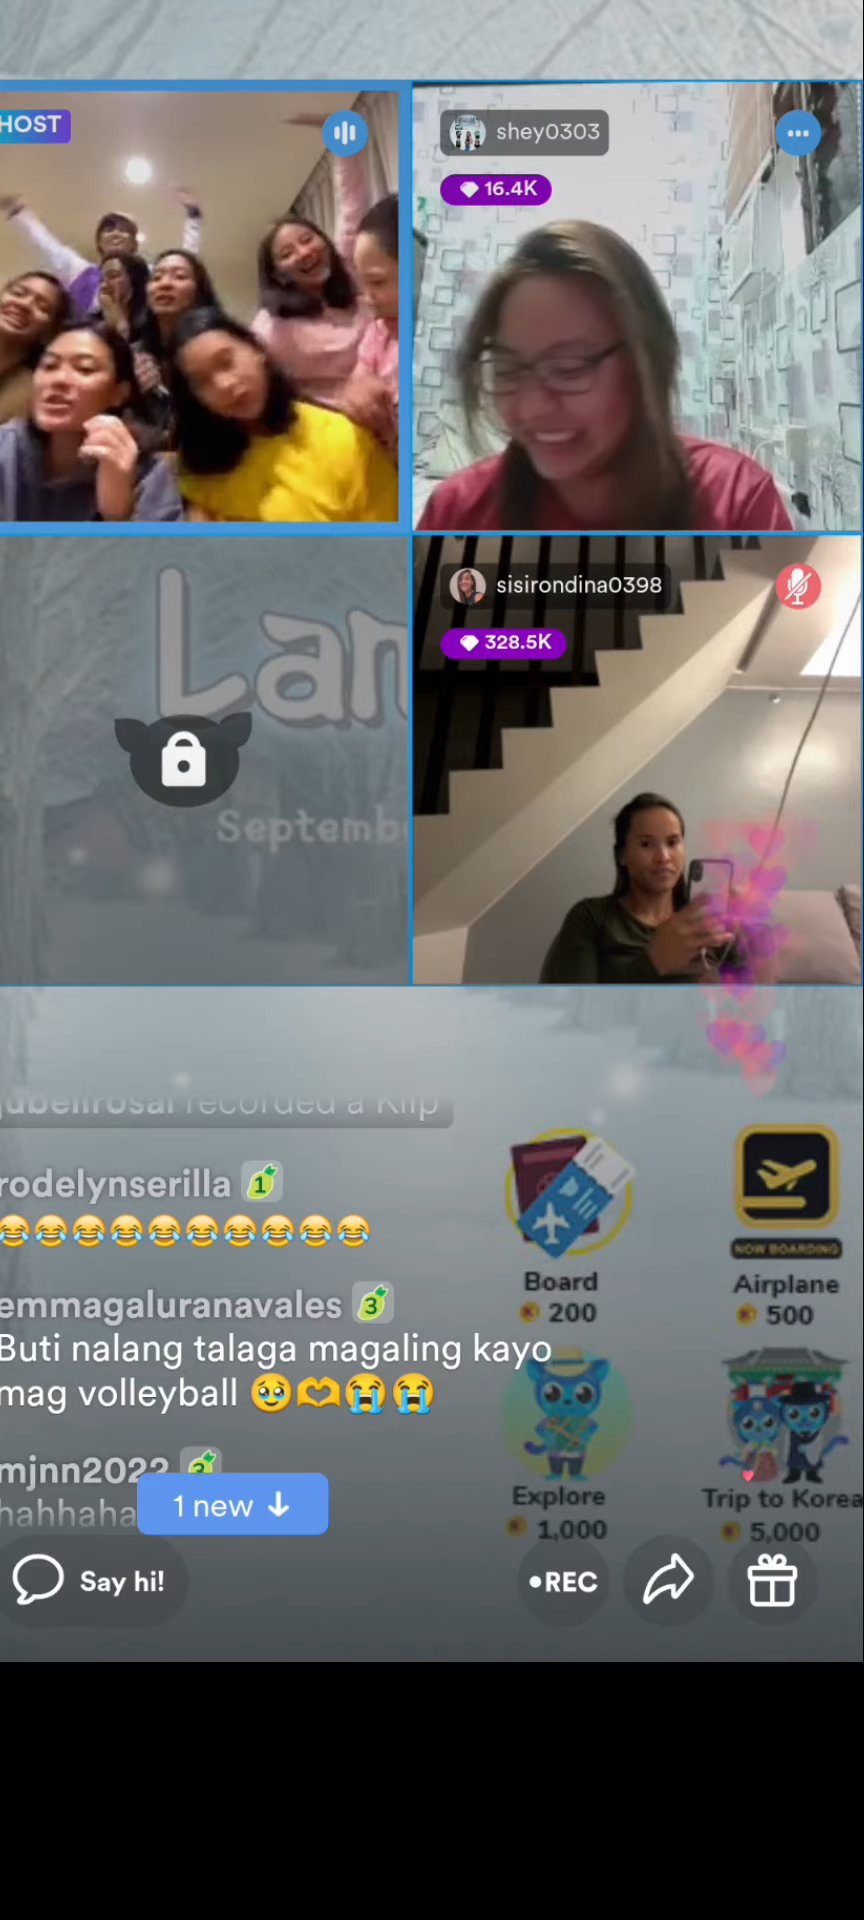 HOST
shey0303
16.4K
Lan
Septemb
sisirondina0398
328.5K
recorded a Klip
rodelynserilla 1
😂😂😂😂😂😂😂😂😂😂
emmagaluranavales 3
Buti nalang talaga magaling kayo
mag volleyball 🥹🫶😭😭
mjnn2022 3
hahhaha
1 new ↓
Board
200
NOW BOARDING
Airplane
500
Explore
1,000
Trip to Korea
5,000
Say hi!
•REC